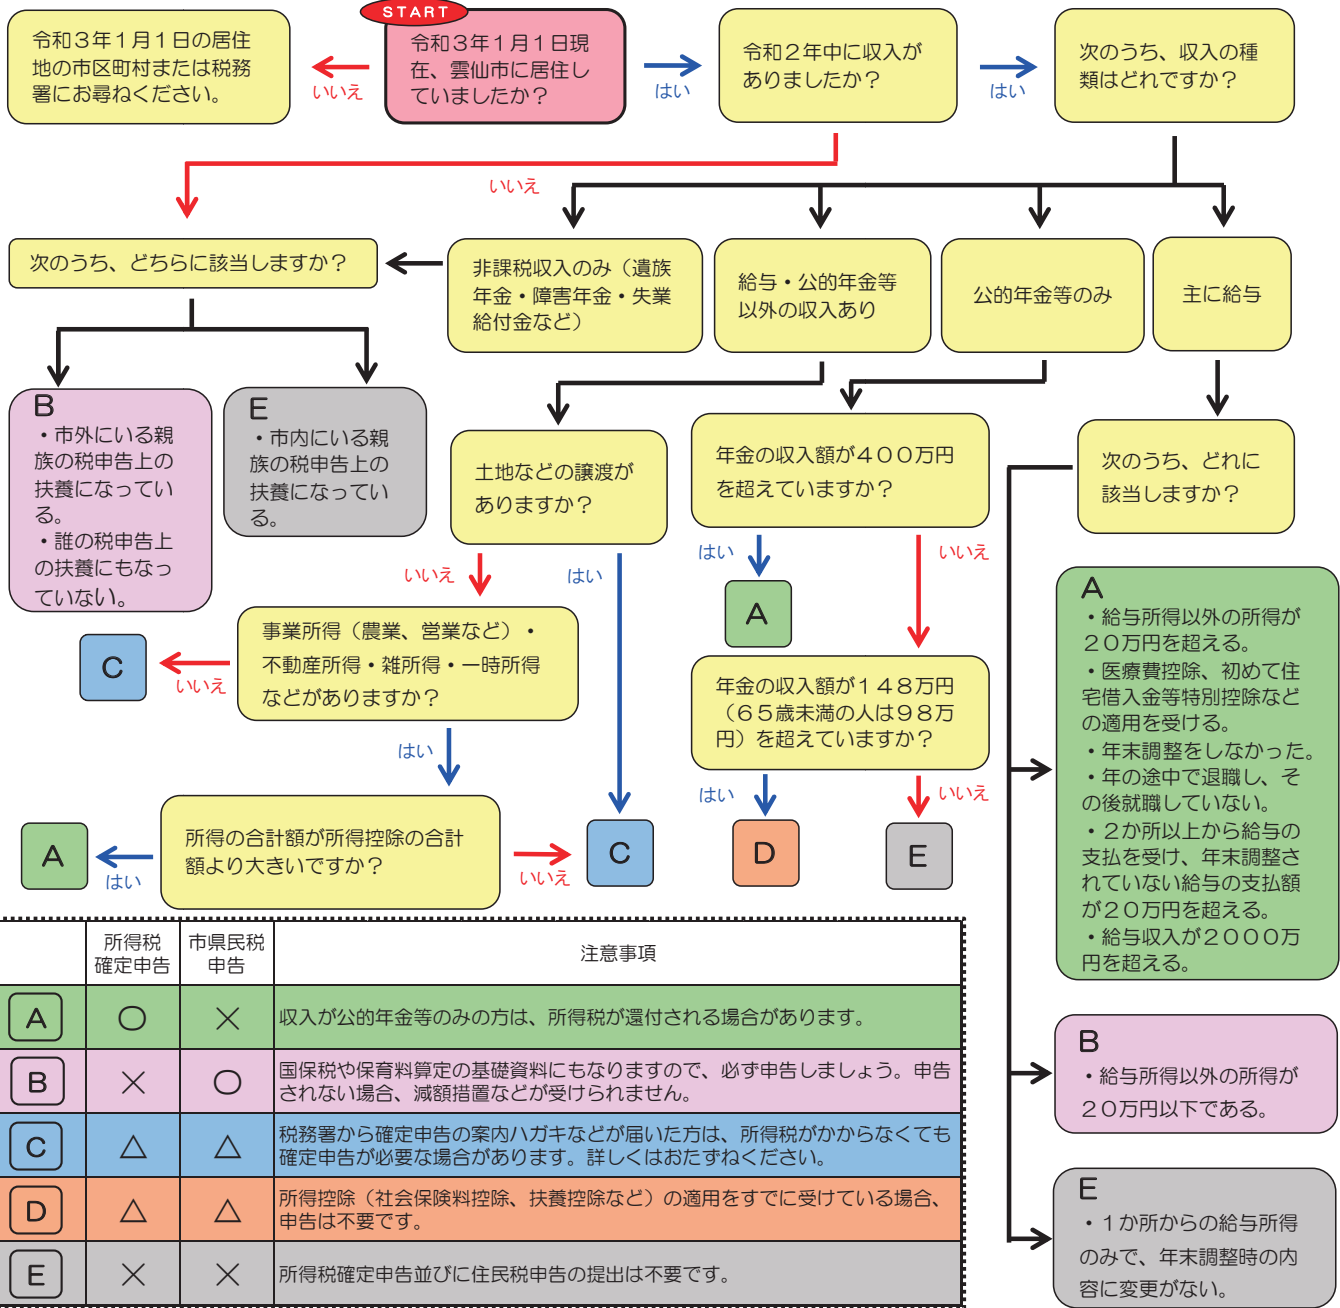 START
令和３年１月１日の居住
地の市区町村または税務
署にお尋ねください。
いいえ
令和３年１月１日現
在、雲仙市に居住し
ていましたか？
はい
令和２年中に収入が
ありましたか？
はい
次のうち、収入の種
類はどれですか？
いいえ
次のうち、どちらに該当しますか？
非課税収入のみ（遺族
年金・障害年金・失業
給付金など）
給与・公的年金等
以外の収入あり
公的年金等のみ
主に給与
B
・市外にいる親
族の税申告上の
扶養になってい
る。
・誰の税申告上
の扶養にもなっ
ていない。
E
・市内にいる親
族の税申告上の
扶養になってい
る。
土地などの譲渡が
ありますか？
年金の収入額が４００万円
を超えていますか？
次のうち、どれに
該当しますか？
いいえ
はい
はい
いいえ
A
事業所得（農業、営業など）・
不動産所得・雑所得・一時所得
などがありますか？
いいえ
C
年金の収入額が１４８万円
（６５歳未満の人は９８万
円）を超えていますか？
はい
はい
いいえ
所得の合計額が所得控除の合計
額より大きいですか？
はい
A
いいえ
C
D
E
A
・給与所得以外の所得が
２０万円を超える。
・医療費控除、初めて住
宅借入金等特別控除など
の適用を受ける。
・年末調整をしなかった。
・年の途中で退職し、そ
の後就職していない。
・２か所以上から給与の
支払を受け、年末調整さ
れていない給与の支払額
が２０万円を超える。
・給与収入が２０００万
円を超える。
B
・給与所得以外の所得が
２０万円以下である。
E
・１か所からの給与所得
のみで、年末調整時の内
容に変更がない。
所得税
確定申告
市県民税
申告
注意事項
A ○ × 収入が公的年金等のみの方は、所得税が還付される場合があります。
B × ○ 国保税や保育料算定の基礎資料にもなりますので、必ず申告しましょう。申告
されない場合、減額措置などが受けられません。
C △ △ 税務署から確定申告の案内ハガキなどが届いた方は、所得税がかからなくても
確定申告が必要な場合があります。詳しくはおたずねください。
D △ △ 所得控除（社会保険料控除、扶養控除など）の適用をすでに受けている場合、
申告は不要です。
E × × 所得税確定申告並びに住民税申告の提出は不要です。